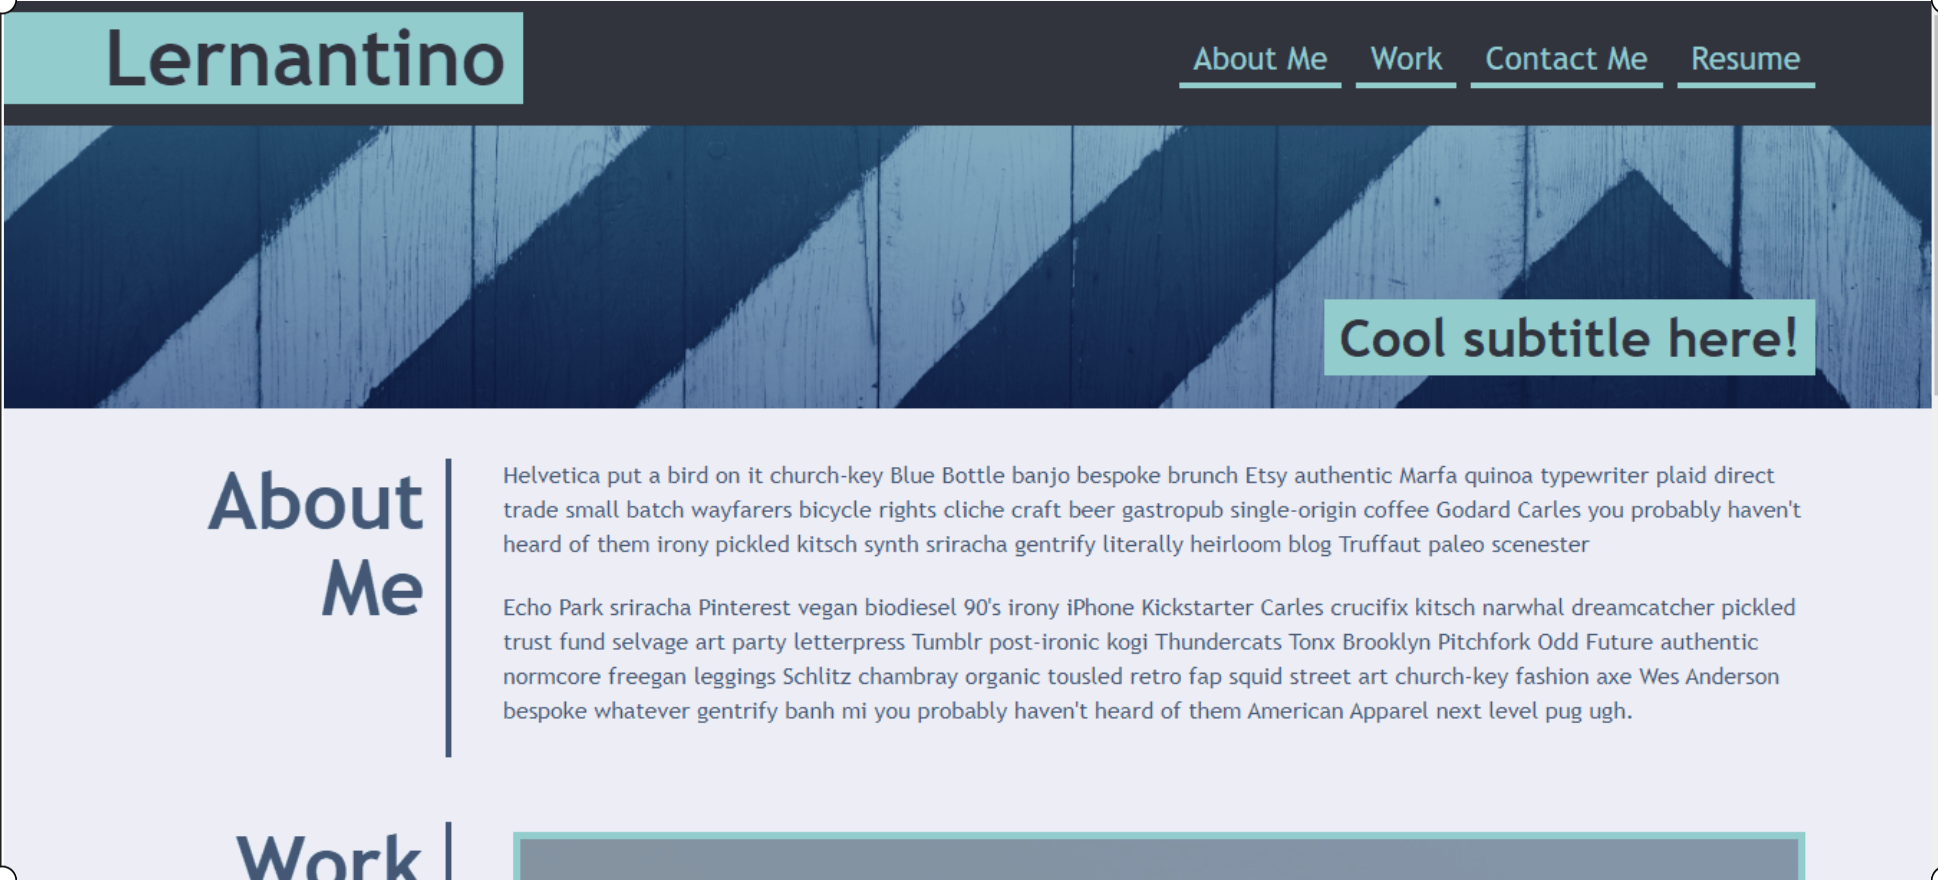 Lernantino
About Me Work Contact Me Resume
Cool subtitle here!
About
Me
Helvetica put a bird on it church-key Blue Bottle banjo bespoke brunch Etsy authentic Marfa quinoa typewriter plaid direct
trade small batch wayfarers bicycle rights cliche craft beer gastropub single-origin coffee Godard Carles you probably haven't
heard of them irony pickled kitsch synth sriracha gentrify literally heirloom blog Truffaut paleo scenester
Echo Park sriracha Pinterest vegan biodiesel 90's irony iPhone Kickstarter Carles crucifix kitsch narwhal dreamcatcher pickled
trust fund selvage art party letterpress Tumblr post-ironic kogi Thundercats Tonx Brooklyn Pitchfork Odd Future authentic
normcore freegan leggings Schlitz chambray organic tousled retro fap squid street art church-key fashion axe Wes Anderson
bespoke whatever gentrify banh mi you probably haven't heard of them American Apparel next level pug ugh.
Work